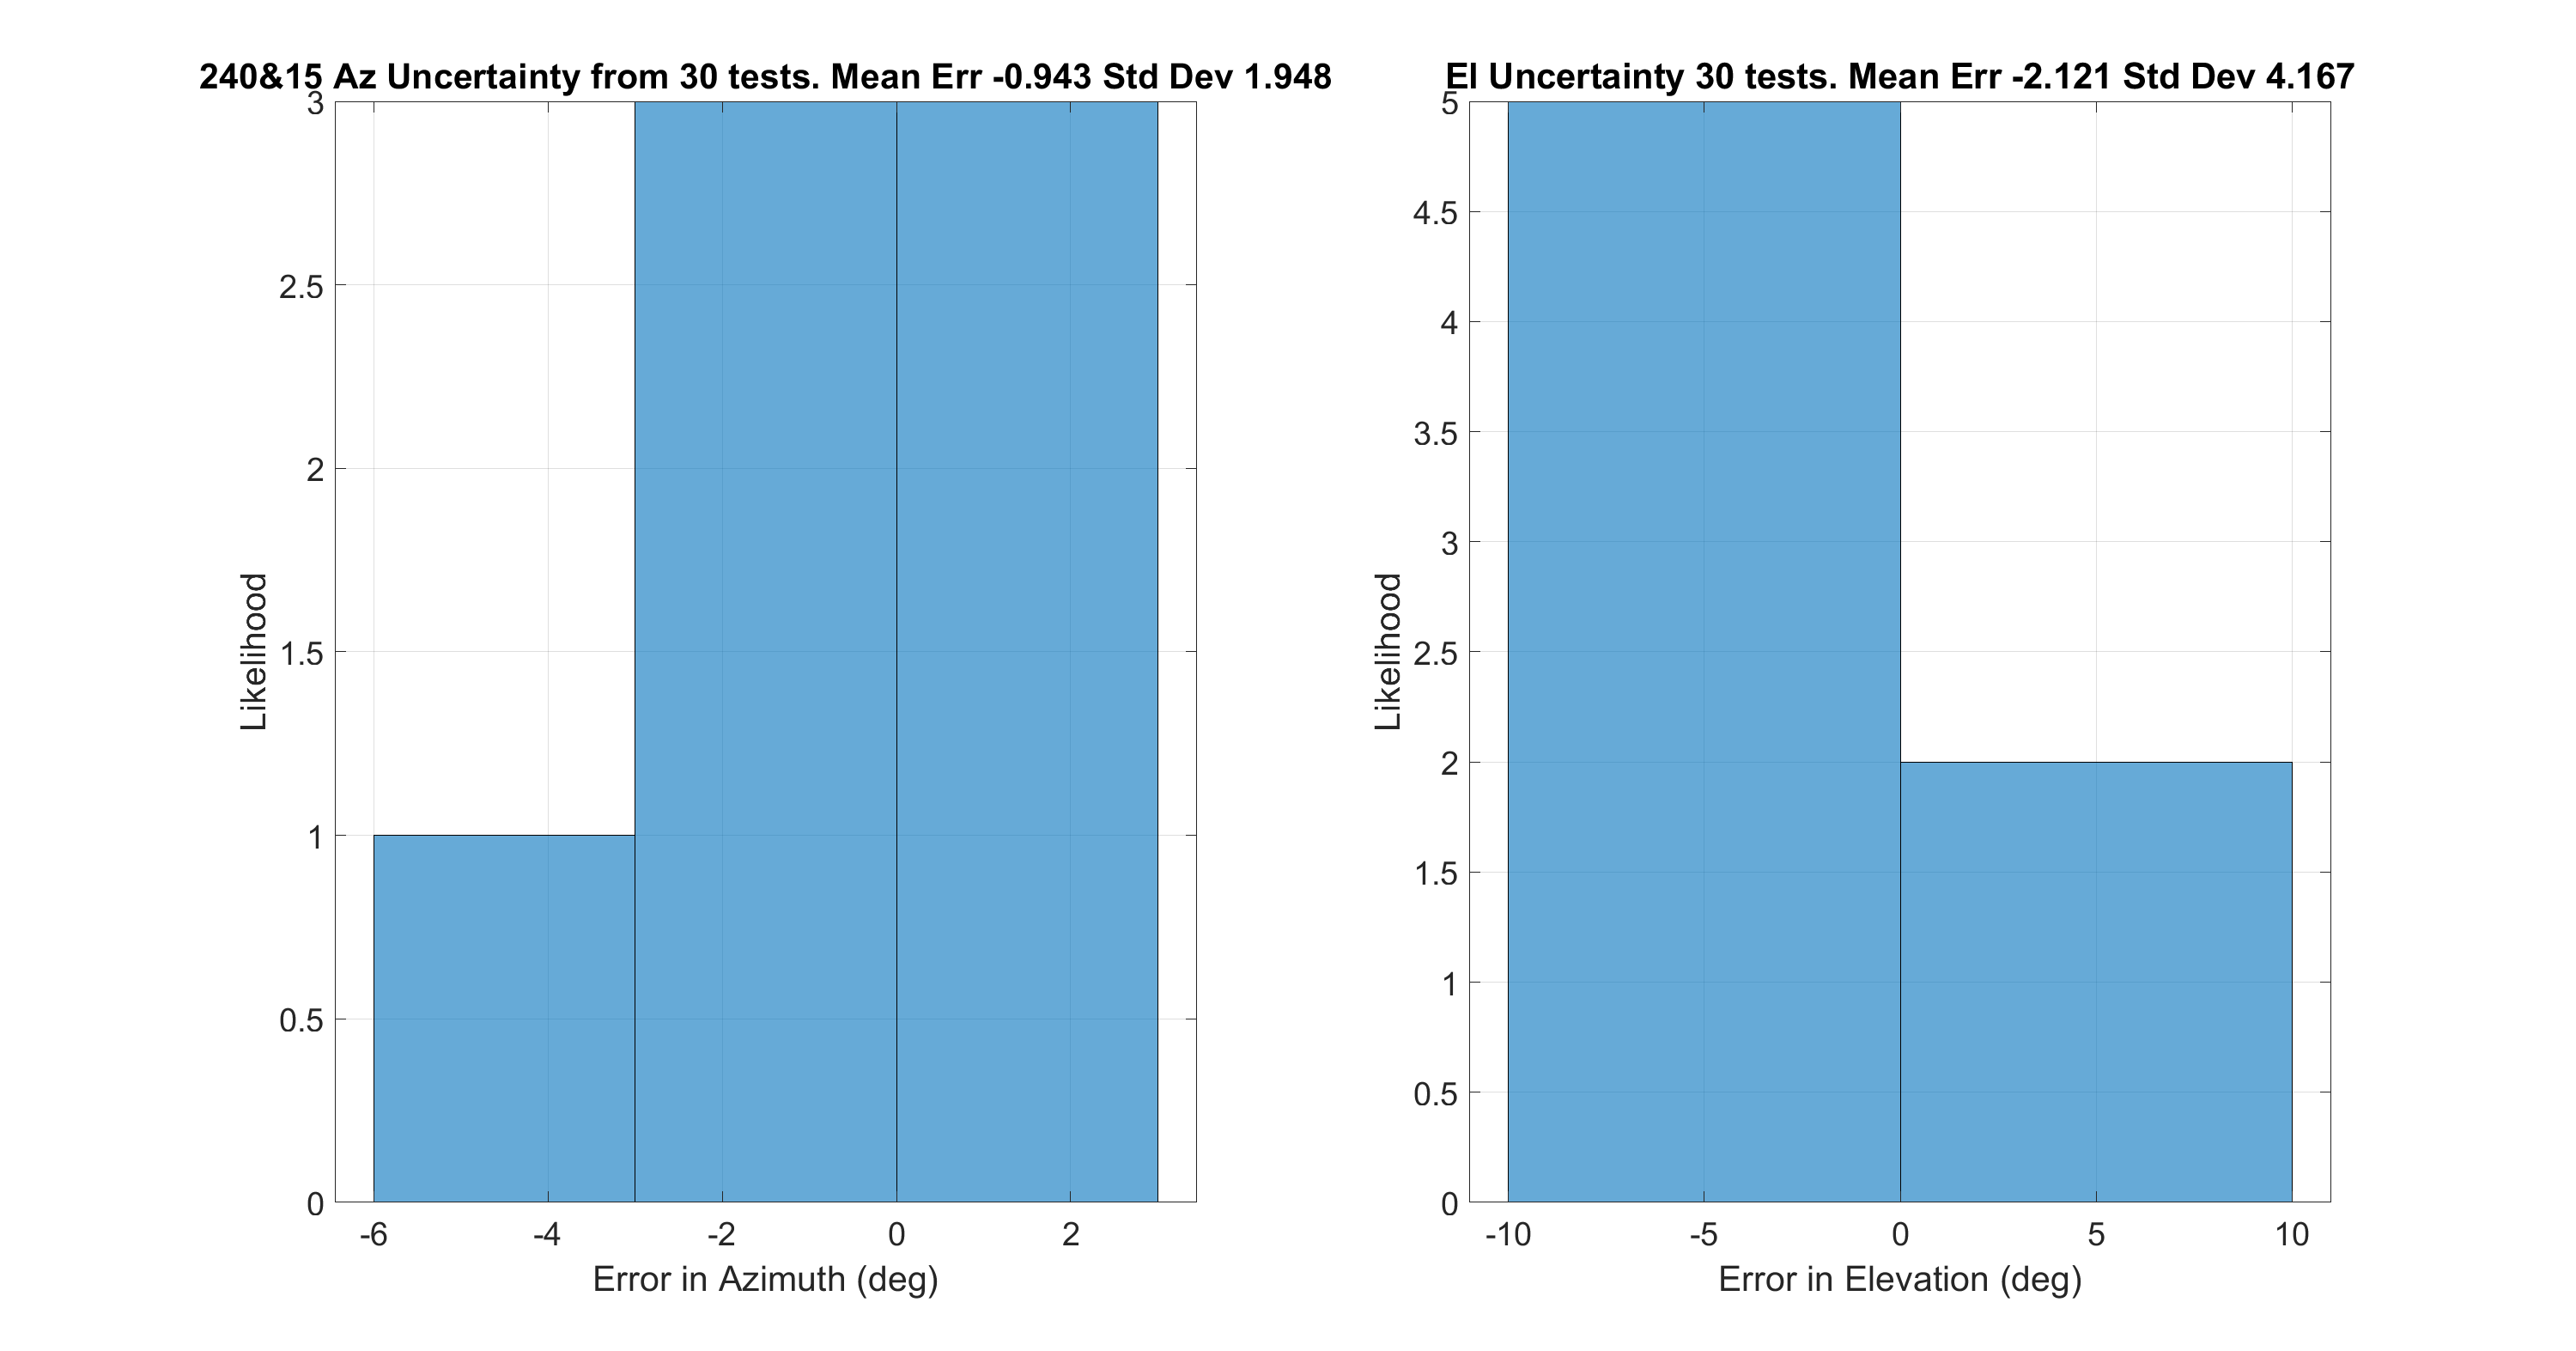 240&15 Az Uncertainty from 30 tests. Mean Err -0.943 Std Dev 1.948
3
2.5
2
1.5
1
0.5
0
Likelihood
-6 -4 -2 0 2
Error in Azimuth (deg)
El Uncertainty 30 tests. Mean Err -2.121 Std Dev 4.167
5
4.5
4
3.5
3
2.5
2
1.5
1
0.5
0
Likelihood
-10 -5 0 5 10
Error in Elevation (deg)